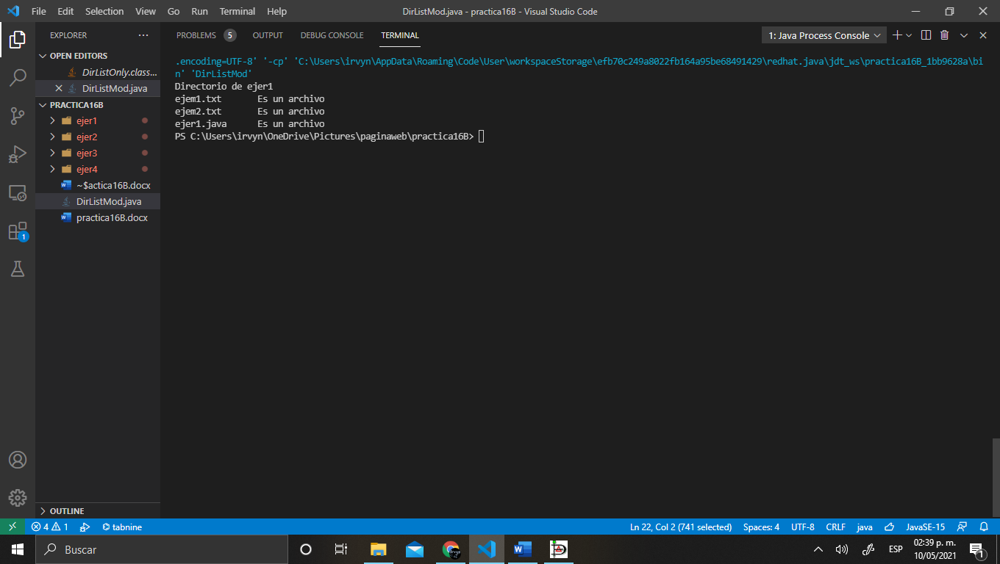 File Edit Selection View Go Run Terminal Help
DirListMod.java - practica16B - Visual Studio Code
EXPLORER
OPEN EDITORS
DirListOnly.class...
DirListMod.java
PRACTICA16B
ejer1
ejer2
ejer3
ejer4
~$actica16B.docx
DirListMod.java
practica16B.docx
OUTLINE
PROBLEMS 5 OUTPUT DEBUG CONSOLE TERMINAL
1: Java Process Console
.encoding=UTF-8' '-cp' 'C:\Users\irvyn\AppData\Roaming\Code\User\workspaceStorage\efb70c249a8022fb164a95be68491429\redhat.java\jdt_ws\practica16B_1bb9628a\bi
n' 'DirListMod'
Directorio de ejer1
ejem1.txt Es un archivo
ejem2.txt Es un archivo
ejer1.java Es un archivo
PS C:\Users\irvyn\OneDrive\Pictures\paginaweb\practica16B>
1
4 1 tabnine
Ln 22, Col 2 (741 selected) Spaces: 4 UTF-8 CRLF java JavaSE-15
Buscar
ESP
02:39 p. m.
10/05/2021
1